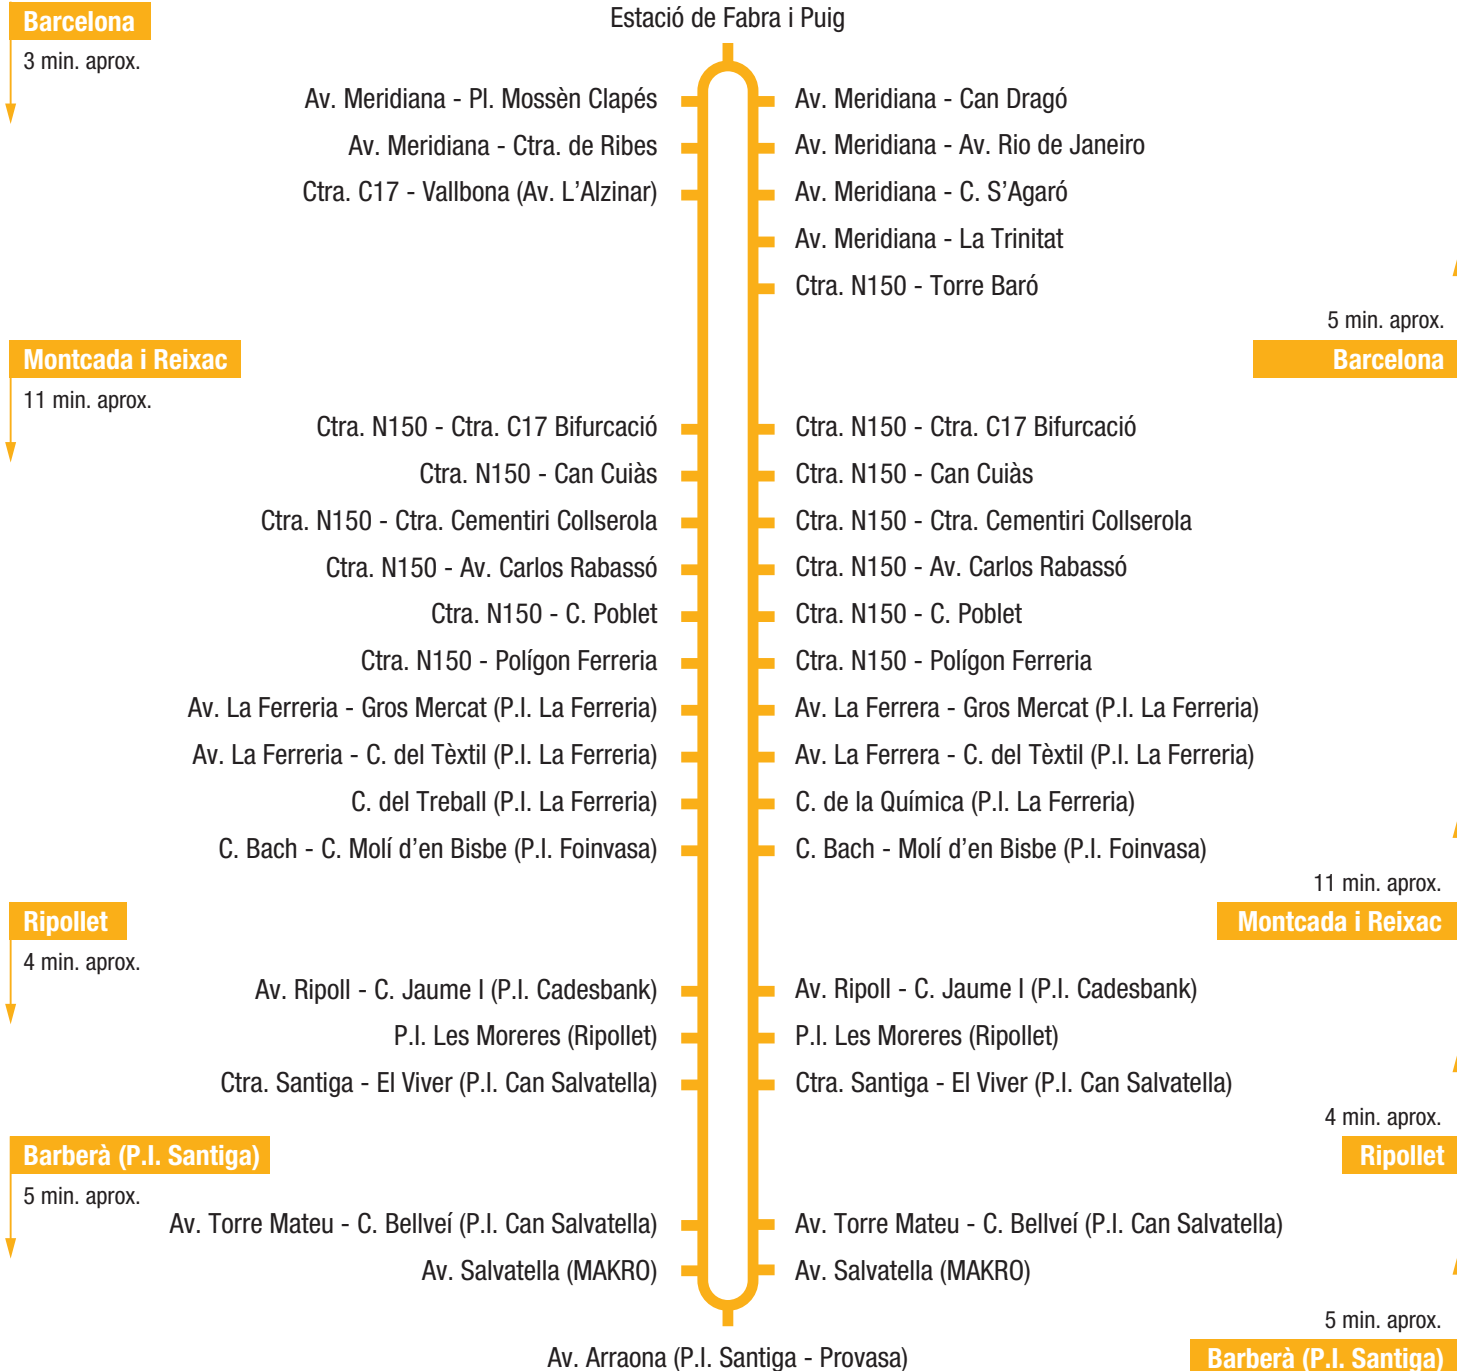 Estació de Fabra i Puig
Barcelona
3 min. aprox.
Av. Meridiana - Pl. Mossèn Clapés
Av. Meridiana - Can Dragó
Av. Meridiana - Ctra. de Ribes
Av. Meridiana - Av. Rio de Janeiro
Ctra. C17 - Vallbona (Av. L’Alzinar)
Av. Meridiana - C. S’Agaró
Av. Meridiana - La Trinitat
Ctra. N150 - Torre Baró
5 min. aprox.
Barcelona
Montcada i Reixac
11 min. aprox.
Ctra. N150 - Ctra. C17 Bifurcació
Ctra. N150 - Ctra. C17 Bifurcació
Ctra. N150 - Can Cuiàs
Ctra. N150 - Can Cuiàs
Ctra. N150 - Ctra. Cementiri Collserola
Ctra. N150 - Ctra. Cementiri Collserola
Ctra. N150 - Av. Carlos Rabassó
Ctra. N150 - Av. Carlos Rabassó
Ctra. N150 - C. Poblet
Ctra. N150 - C. Poblet
Ctra. N150 - Polígon Ferreria
Ctra. N150 - Polígon Ferreria
Av. La Ferreria - Gros Mercat (P.I. La Ferreria)
Av. La Ferrera - Gros Mercat (P.I. La Ferreria)
Av. La Ferreria - C. del Tèxtil (P.I. La Ferreria)
Av. La Ferrera - C. del Tèxtil (P.I. La Ferreria)
C. del Treball (P.I. La Ferreria)
C. de la Química (P.I. La Ferreria)
C. Bach - C. Molí d’en Bisbe (P.I. Foinvasa)
C. Bach - Molí d’en Bisbe (P.I. Foinvasa)
11 min. aprox.
Montcada i Reixac
Ripollet
4 min. aprox.
Av. Ripoll - C. Jaume I (P.I. Cadesbank)
Av. Ripoll - C. Jaume I (P.I. Cadesbank)
P.I. Les Moreres (Ripollet)
P.I. Les Moreres (Ripollet)
Ctra. Santiga - El Viver (P.I. Can Salvatella)
Ctra. Santiga - El Viver (P.I. Can Salvatella)
4 min. aprox.
Ripollet
Barberà (P.I. Santiga)
5 min. aprox.
Av. Torre Mateu - C. Bellveí (P.I. Can Salvatella)
Av. Torre Mateu - C. Bellveí (P.I. Can Salvatella)
Av. Salvatella (MAKRO)
Av. Salvatella (MAKRO)
5 min. aprox.
Barberà (P.I. Santiga)
Av. Arraona (P.I. Santiga - Provasa)